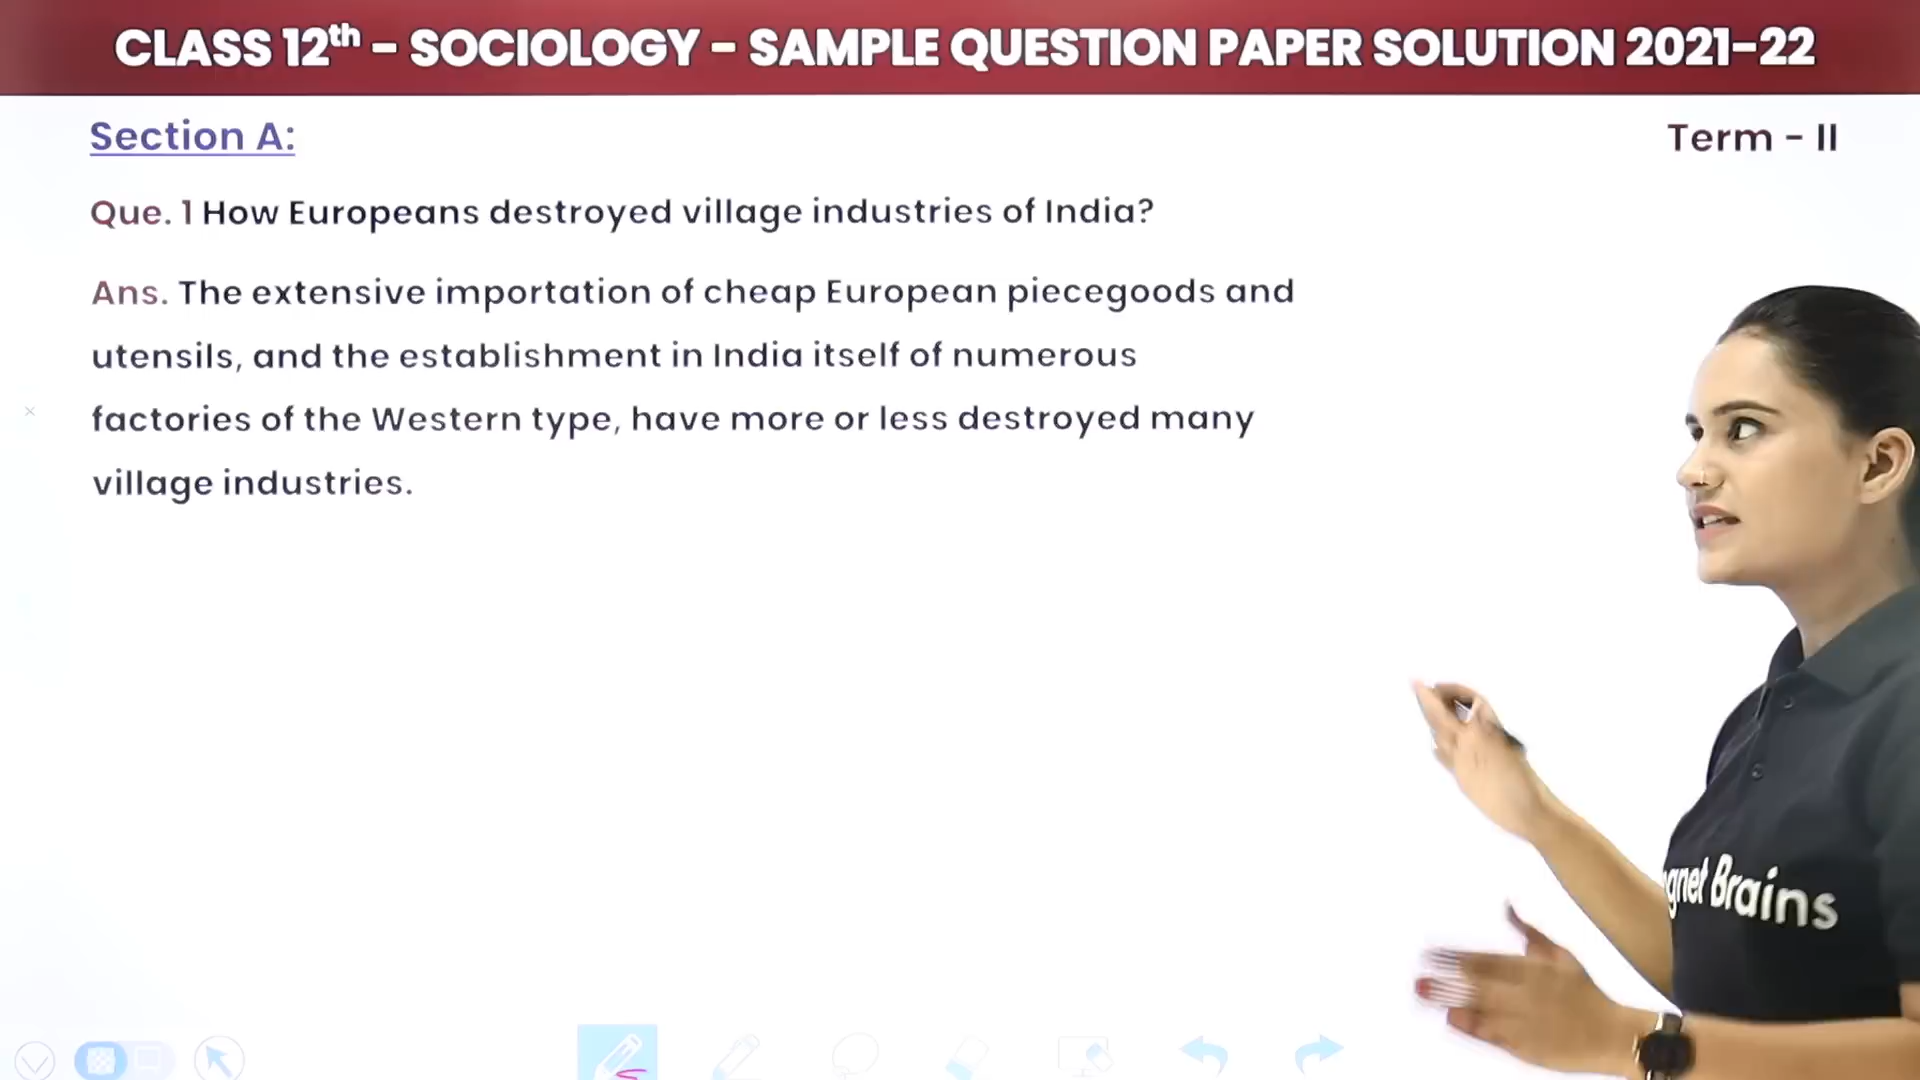 CLASS 12th – SOCIOLOGY – SAMPLE QUESTION PAPER SOLUTION 2021-22
Section A:
Term - II
Que. 1 How Europeans destroyed village industries of India?
Ans. The extensive importation of cheap European piecegoods and
utensils, and the establishment in India itself of numerous
factories of the Western type, have more or less destroyed many
village industries.
gnet Brains